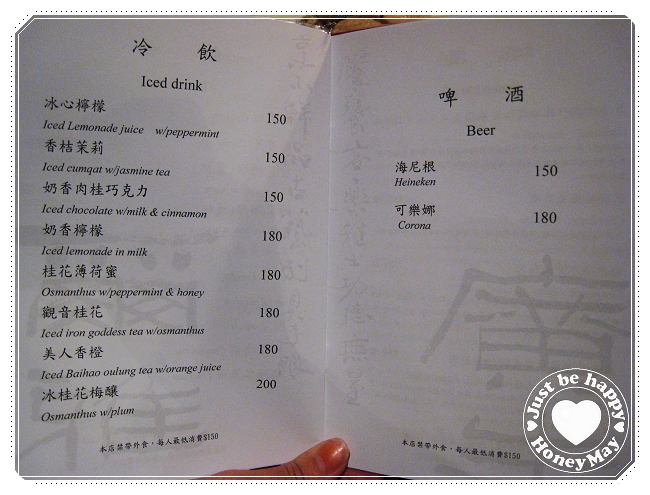 冷 飲
Iced drink
冰心檸檬
Iced Lemonade juice w/peppermint 150
香桔茉莉
Iced cumqat w/jasmine tea 150
奶香肉桂巧克力
Iced chocolate w/milk & cinnamon 150
奶香檸檬
Iced lemonade in milk 180
桂花薄荷蜜
Osmanthus w/peppermint & honey 180
觀音桂花
Iced iron goddess tea w/osmanthus 180
美人香橙
Iced Baihao oulung tea w/orange juice 180
冰桂花梅釀
Osmanthus w/plum 200
本店禁帶外食，每人最低消費$150
啤 酒
Beer
海尼根
Heineken 150
可樂娜
Corona 180
本店禁帶外食，每人最低消費$150
Just be happy
HoneyMay